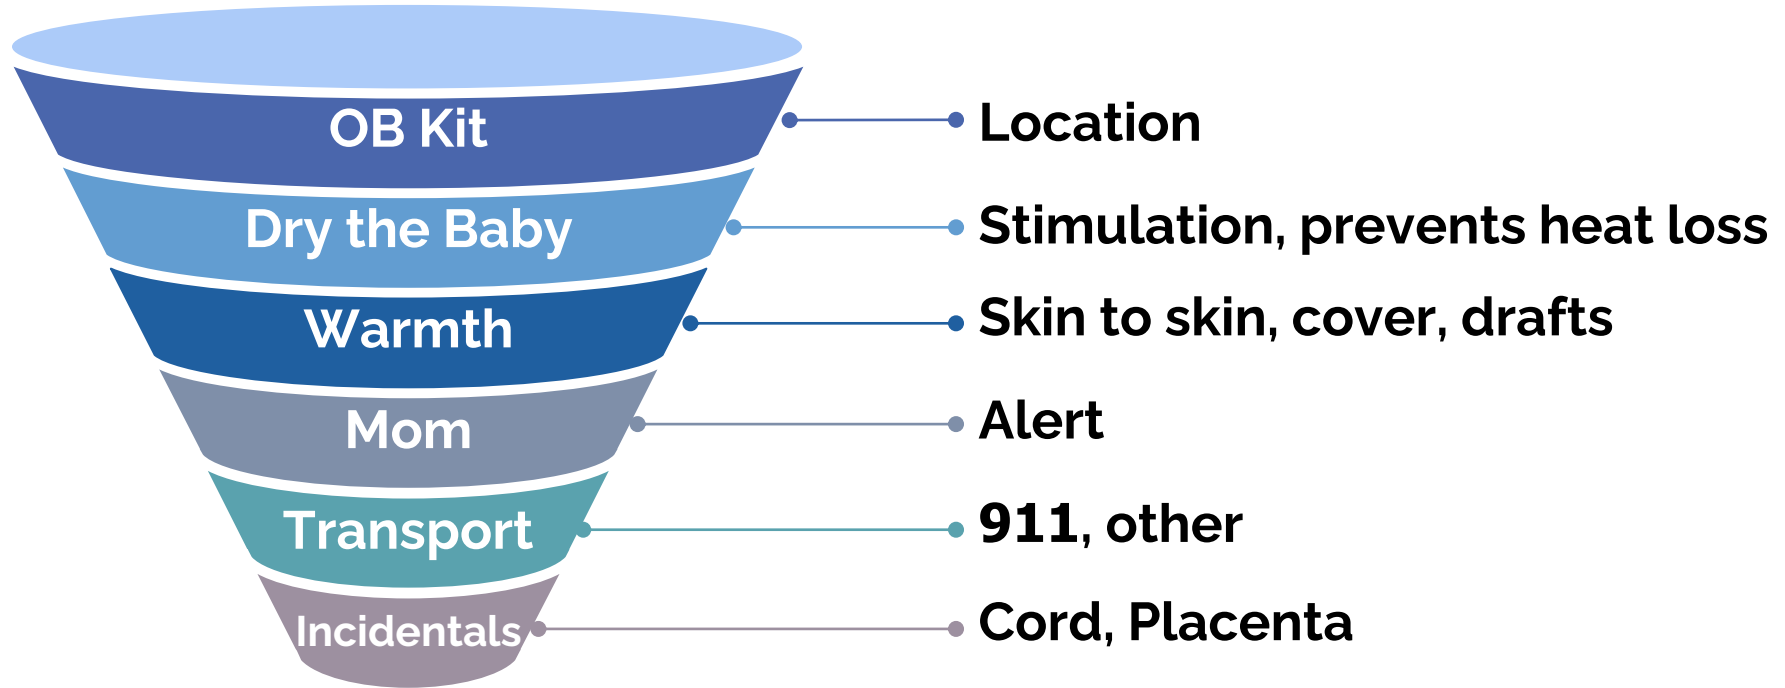 OB Kit
Location
Dry the Baby
Stimulation, prevents heat loss
Warmth
Skin to skin, cover, drafts
Mom
Alert
Transport
911, other
Incidentals
Cord, Placenta